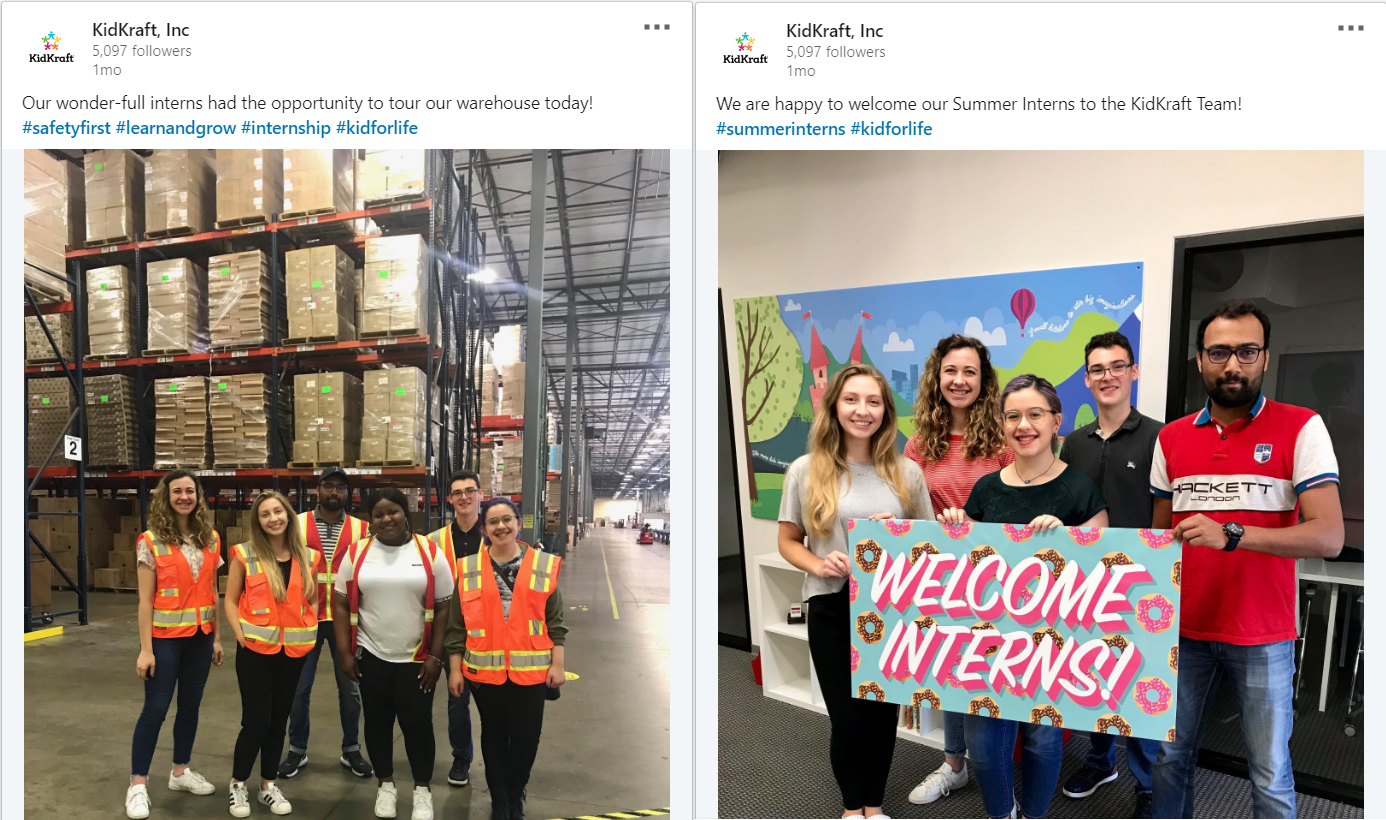 KidKraft, Inc
KidKraft
5,097 followers
1mo
Our wonder-full interns had the opportunity to tour our warehouse today!
#safetyfirst #learnandgrow #internship #kidforlife
2
KidKraft, Inc
KidKraft
5,097 followers
1mo
We are happy to welcome our Summer Interns to the KidKraft Team!
#summerinterns #kidforlife
HACKETT
LONDON
WELCOME
INTERNS!